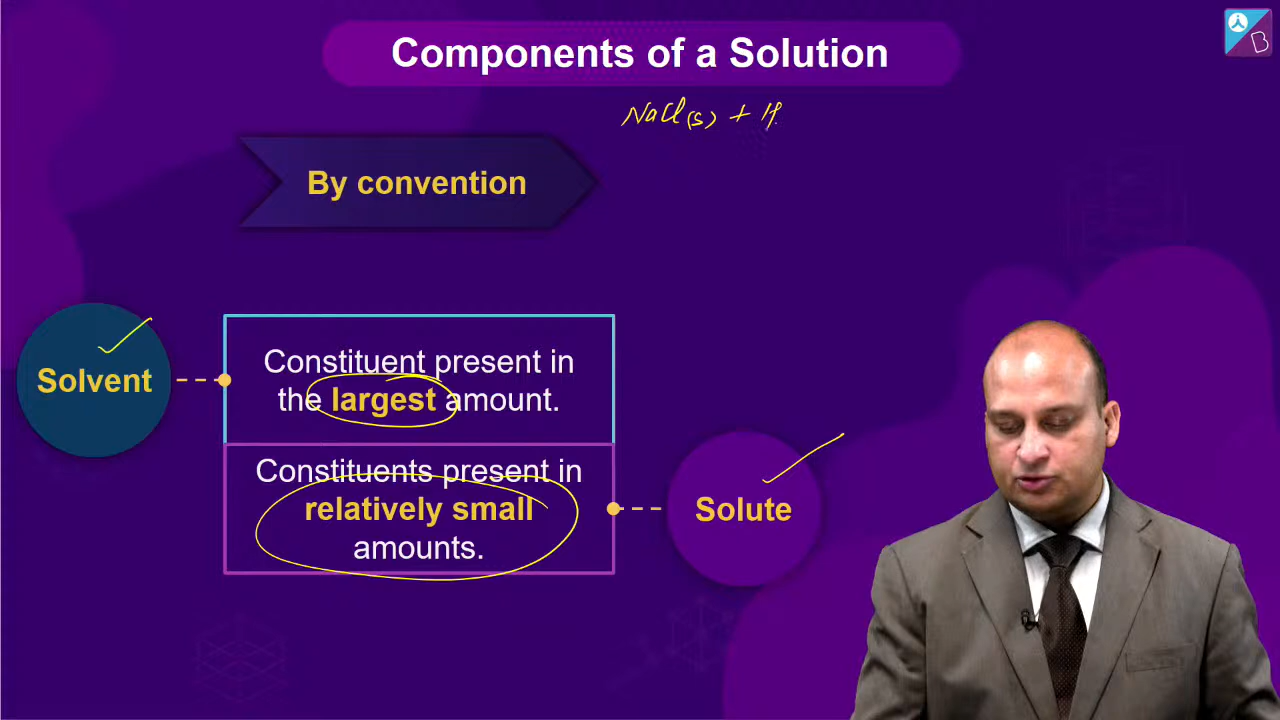 Components of a Solution
NaCl(s) + H
By convention
Solvent
Constituent present in
the largest amount.
Constituents present in
relatively small
amounts.
Solute
B